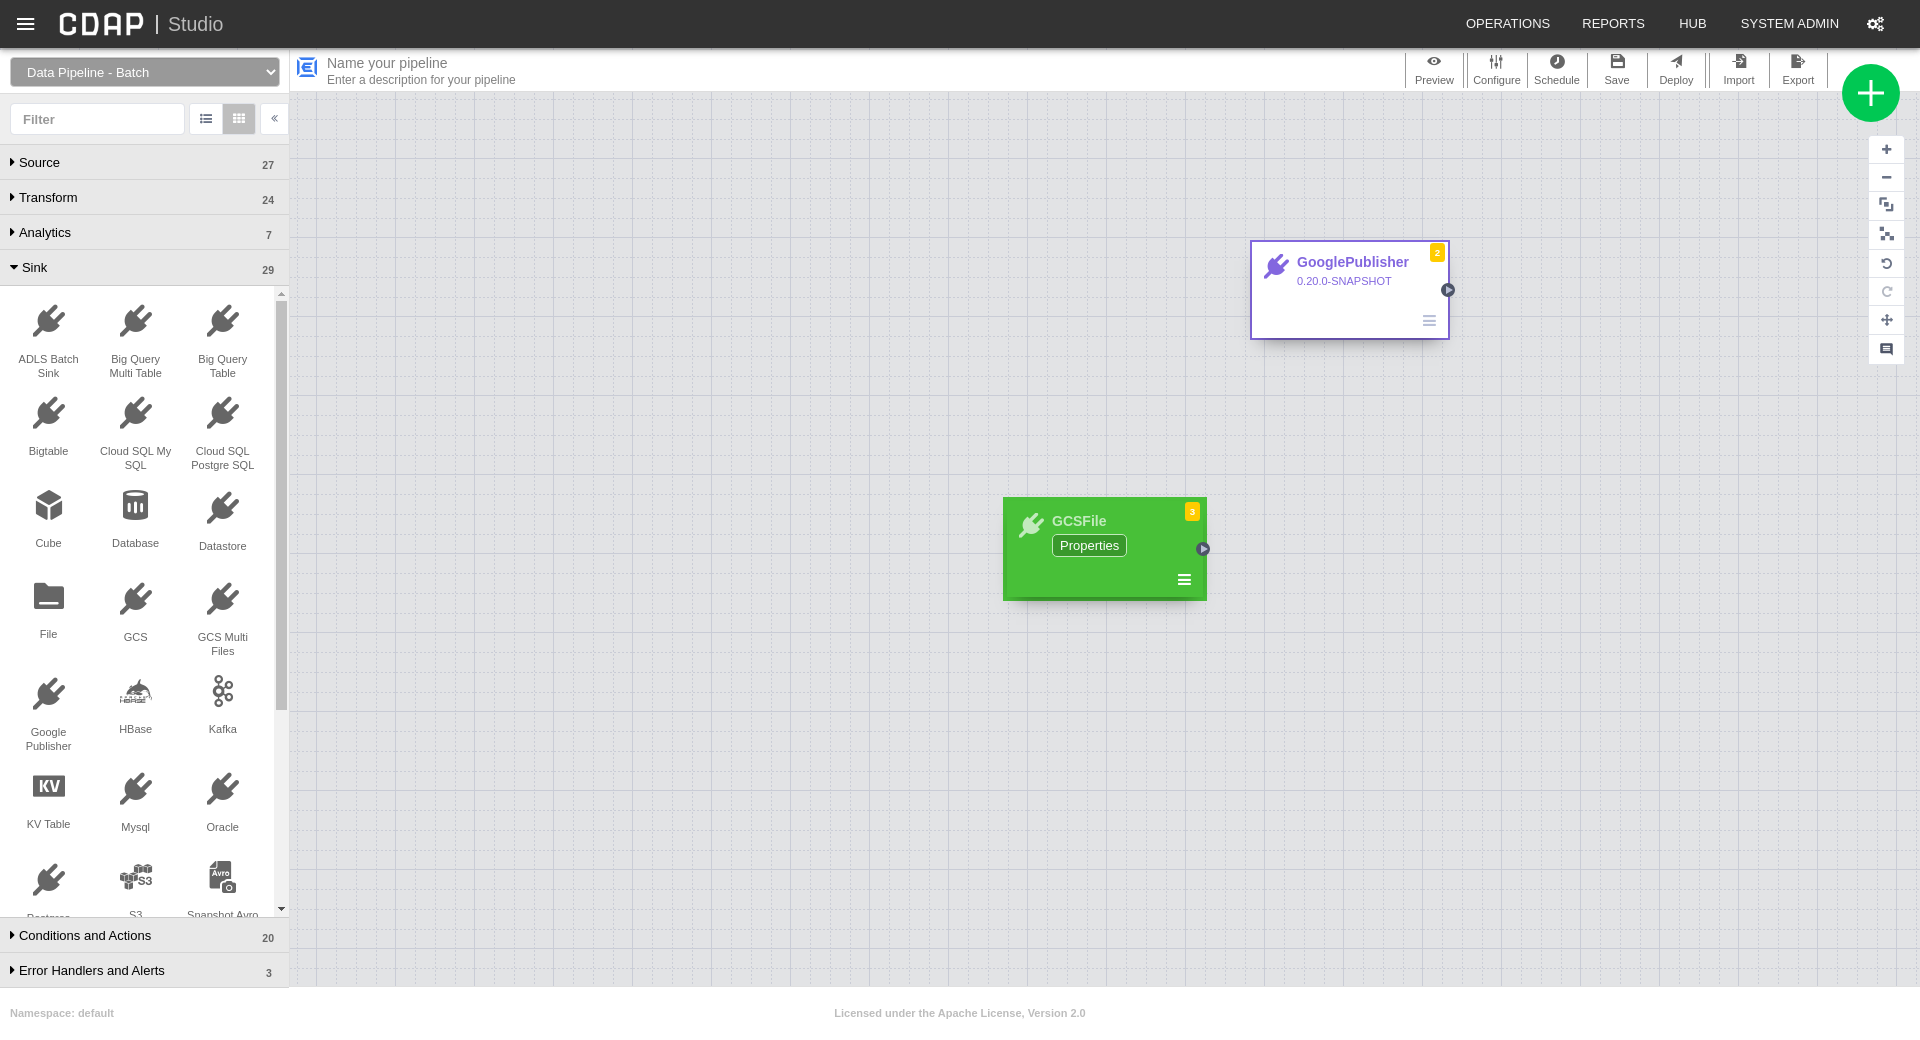 CDAP | Studio
OPERATIONS
REPORTS
HUB
SYSTEM ADMIN
Data Pipeline - Batch
Name your pipeline
Enter a description for your pipeline
Preview
Configure
Schedule
Save
Deploy
Import
Export
Filter
Source 27
Transform 24
Analytics 7
Sink 29
ADLS Batch
Sink
Big Query
Multi Table
Big Query
Table
Bigtable
Cloud SQL My
SQL
Cloud SQL
Postgre SQL
Cube
Database
Datastore
File
GCS
GCS Multi
Files
Google
Publisher
HBASE
HBase
Kafka
KV
KV Table
Mysql
Oracle
Postgres
S3
S3
Avro
Snapshot Avro
Conditions and Actions 20
Error Handlers and Alerts 3
GooglePublisher
2
0.20.0-SNAPSHOT
GCSFile
3
Properties
Namespace: default
Licensed under the Apache License, Version 2.0